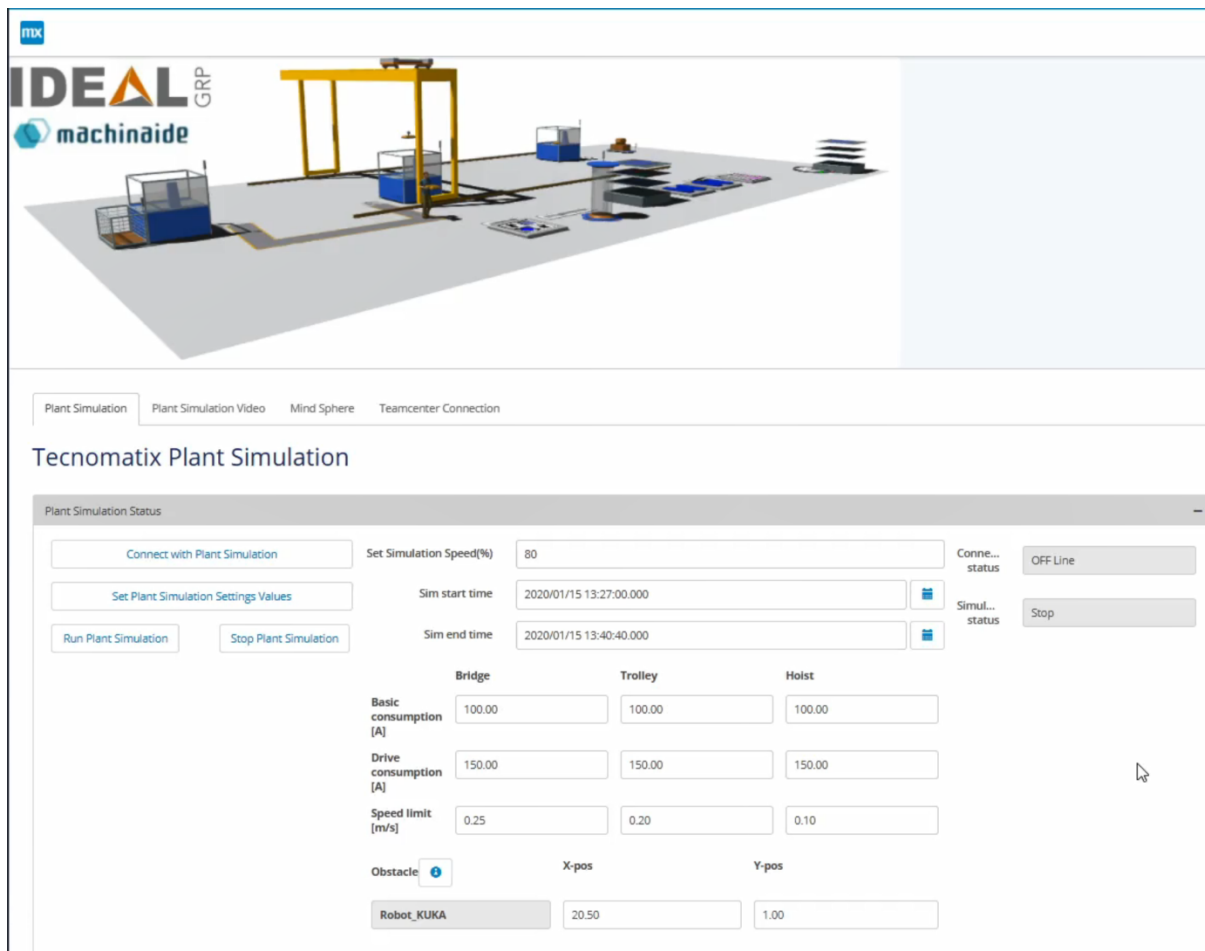 mx
IDEAL GRP
machinaide
Plant Simulation Plant Simulation Video Mind Sphere Teamcenter Connection
Tecnomatix Plant Simulation
Plant Simulation Status
Connect with Plant Simulation Set Simulation Speed(%) 80 Conne... status OFF Line
Set Plant Simulation Settings Values Sim start time 2020/01/15 13:27:00.000 Simul... status Stop
Run Plant Simulation Stop Plant Simulation Sim end time 2020/01/15 13:40:40.000
Bridge Trolley Hoist
Basic consumption [A] 100.00 100.00 100.00
Drive consumption [A] 150.00 150.00 150.00
Speed limit [m/s] 0.25 0.20 0.10
Obstacle X-pos Y-pos
Robot_KUKA 20.50 1.00